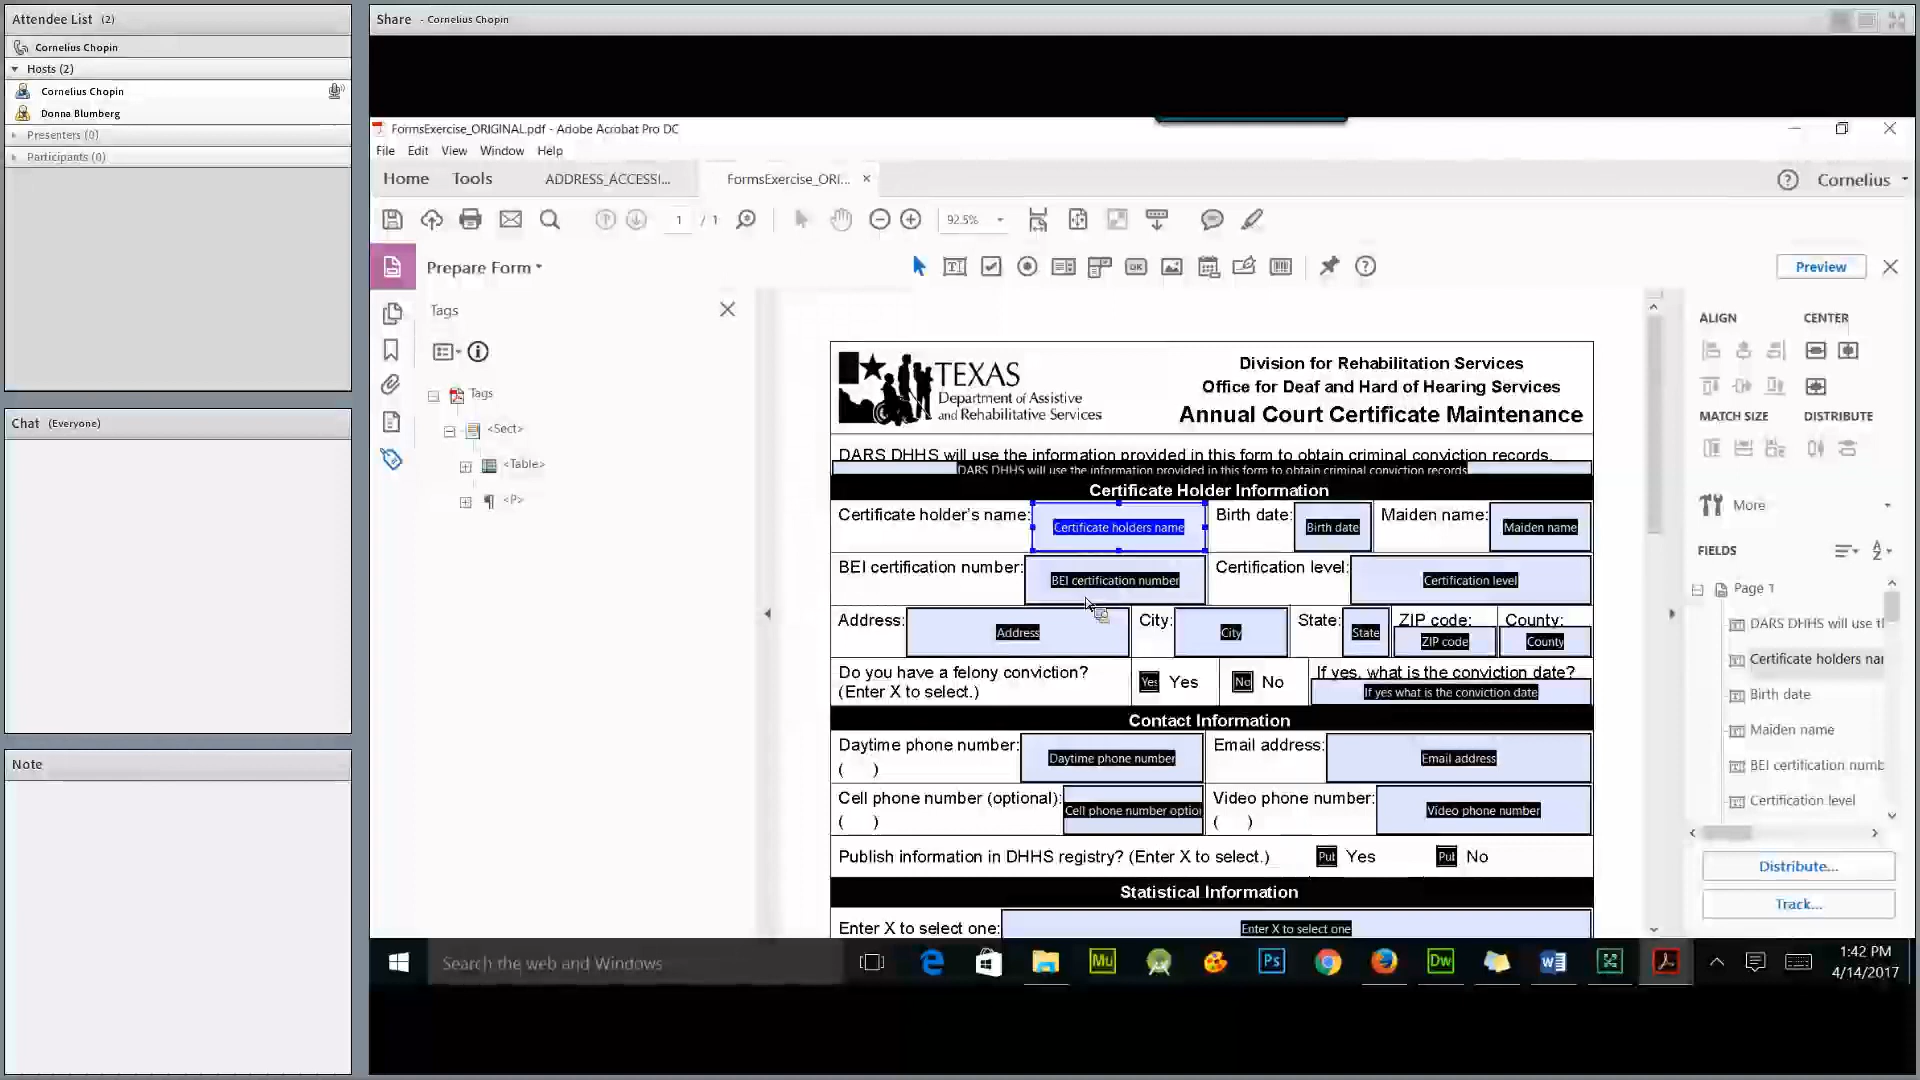 Attendee List (2)
Cornelius Chopin
Hosts (2)
Cornelius Chopin
Donna Blumberg
Presenters (0)
Participants (0)
Chat (Everyone)
Note
Share - Cornelius Chopin
FormsExercise_ORIGINAL.pdf - Adobe Acrobat Pro DC
File Edit View Window Help
Home Tools ADDRESS_ACCESSI... FormsExercise_ORI... Cornelius
1 / 1 92.5%
Prepare Form OK Preview
Tags
Tags
<Sect>
<Table>
<P>
TEXAS
Department of Assistive
and Rehabilitative Services
Division for Rehabilitation Services
Office for Deaf and Hard of Hearing Services
Annual Court Certificate Maintenance
DARS DHHS will use the information provided in this form to obtain conviction records.
DARS DHHS will use the information provided in this form to obtain criminal conviction records
Certificate Holder Information
Certificate holder's name: Certificate holders name Birth date: Birth date Maiden name: Maiden name
BEI certification number: BEI certification number Certification level: Certification level
Address: Address City: City State: State ZIP code: ZIP code County: County
Do you have a felony conviction?
(Enter X to select.)
Yes Yes No No
If yes, what is the conviction date?
If yes what is the conviction date
Contact Information
Daytime phone number: Daytime phone number Email address: Email address
( )
Cell phone number (optional): Cell phone number optio Video phone number: Video phone number
( ) ( )
Publish information in DHHS registry? (Enter X to select.) Pul Yes Pul No
Statistical Information
Enter X to select one: Enter X to select one
ALIGN CENTER
MATCH SIZE DISTRIBUTE
More
FIELDS
Page 1
DARS DHHS will use tl
Certificate holders nar
Birth date
Maiden name
BEI certification numb
Certification level
Distribute...
Track...
Search the web and Windows
Mu Ps Dw
1:42 PM
4/14/2017